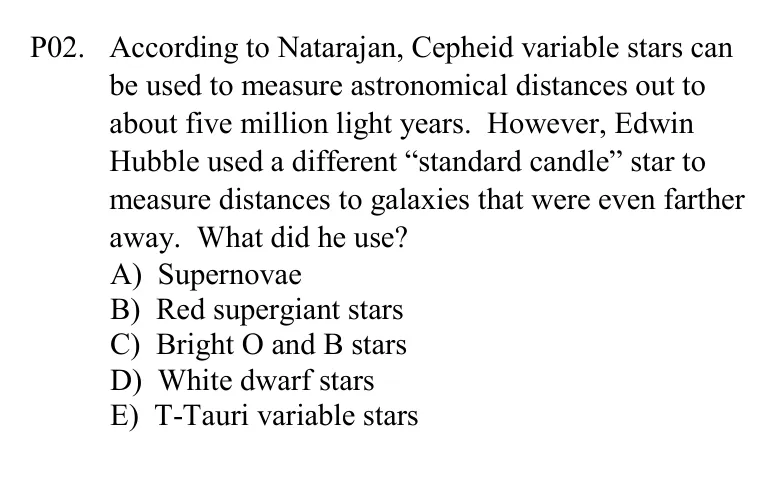 P02. According to Natarajan, Cepheid variable stars can
be used to measure astronomical distances out to
about five million light years. However, Edwin
Hubble used a different “standard candle” star to
measure distances to galaxies that were even farther
away. What did he use?
A) Supernovae
B) Red supergiant stars
C) Bright O and B stars
D) White dwarf stars
E) T-Tauri variable stars